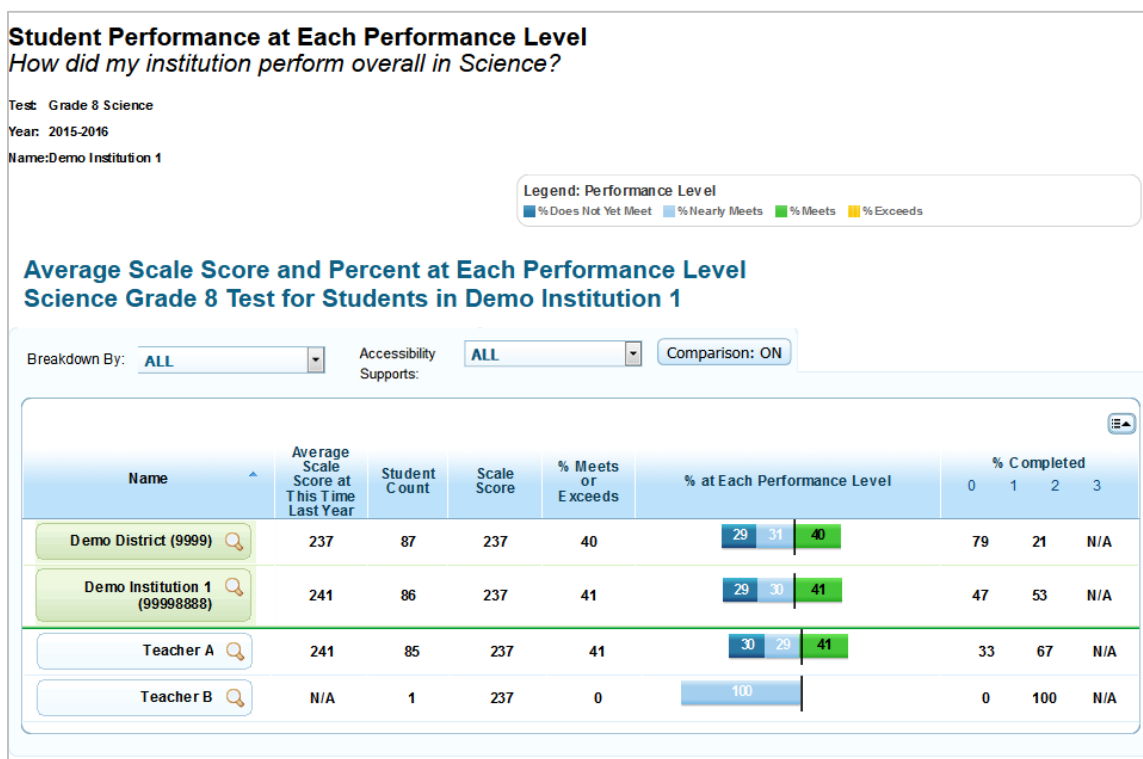 Student Performance at Each Performance Level
How did my institution perform overall in Science?
Test: Grade 8 Science
Year: 2015-2016
Name:Demo Institution 1
Legend: Performance Level
%Does Not Yet Meet %Nearly Meets %Meets %Exceeds
Average Scale Score and Percent at Each Performance Level
Science Grade 8 Test for Students in Demo Institution 1
Breakdown By: ALL
Accessibility
Supports:
ALL
Comparison: ON
Name
Average
Scale
Score at
This Time
Last Year
Student
Count
Scale
Score
% Meets
or
Exceeds
% at Each Performance Level
% Completed
0 1 2 3
Demo District (9999) 237 87 237 40 29 31 40 79 21 N/A
Demo Institution 1
(99998888)
241 86 237 41 29 30 41 47 53 N/A
Teacher A 241 85 237 41 30 29 41 33 67 N/A
Teacher B N/A 1 237 0 100 0 100 N/A